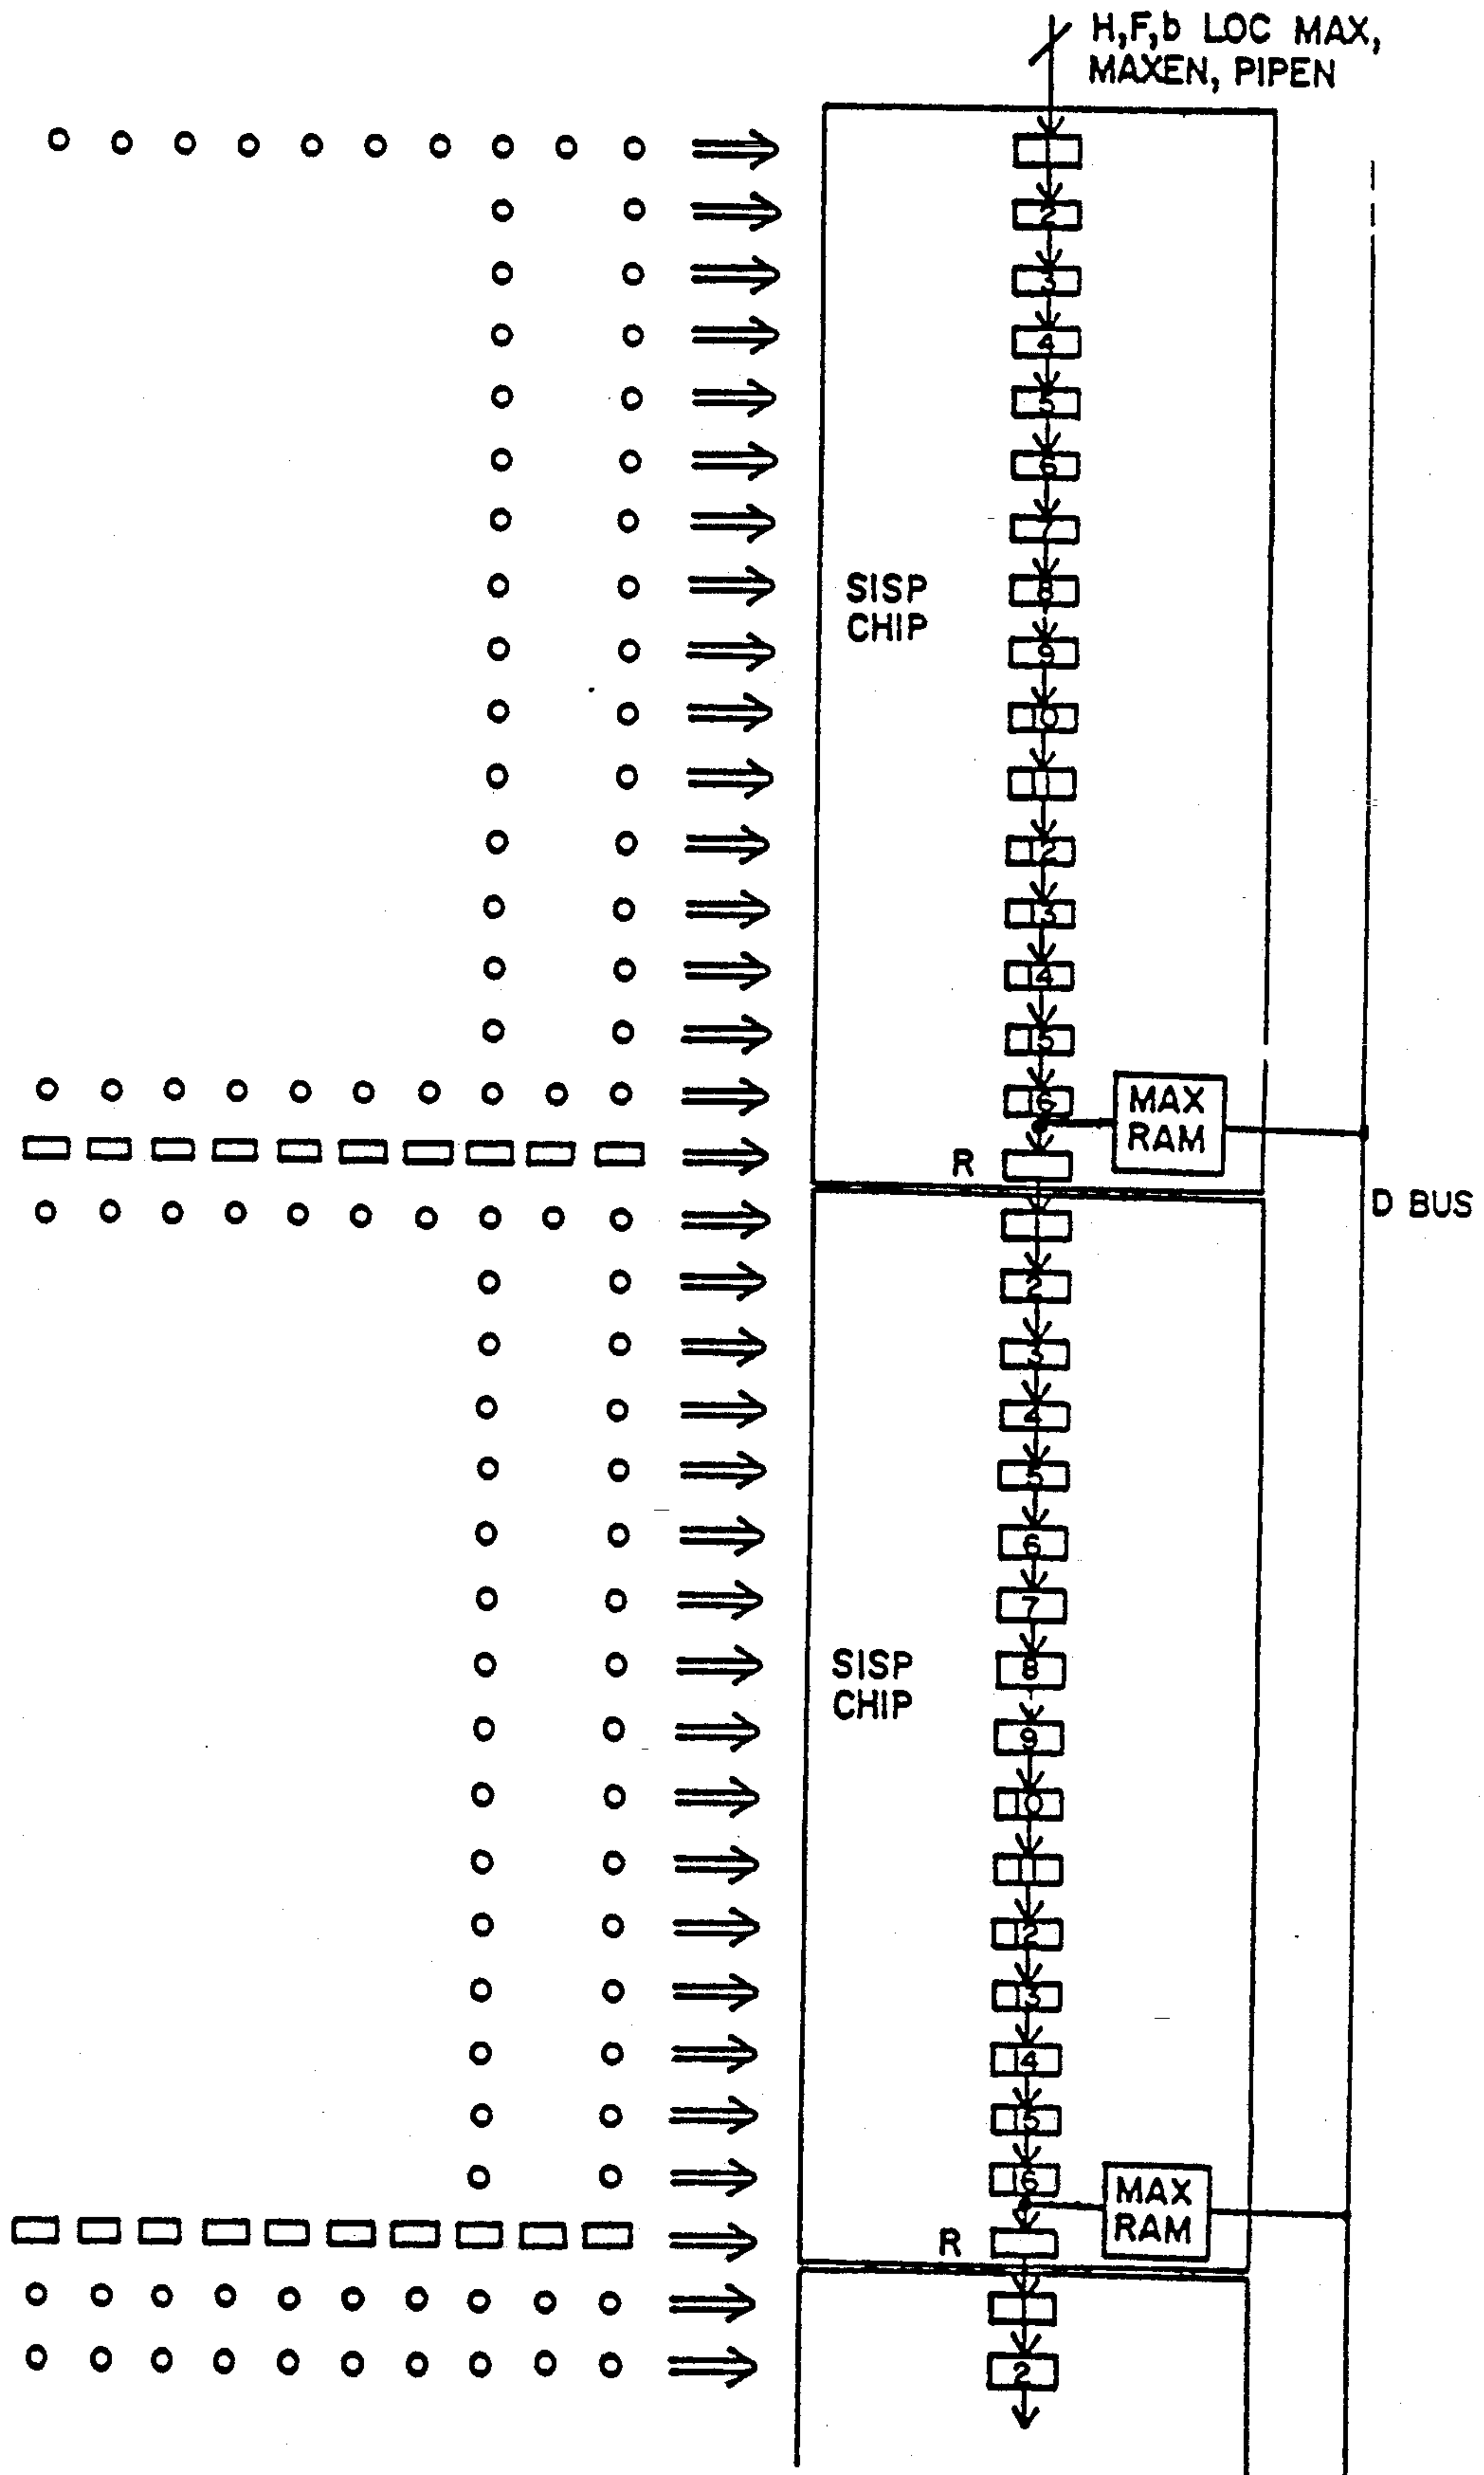 H,F,b LOC MAX,
MAXEN, PIPEN
1
2
3
4
5
6
7
8
SISP
CHIP
9
10
11
12
13
14
15
16
MAX
RAM
R
D BUS
1
2
3
4
5
6
7
8
SISP
CHIP
9
10
11
12
13
14
15
16
MAX
RAM
R
1
2